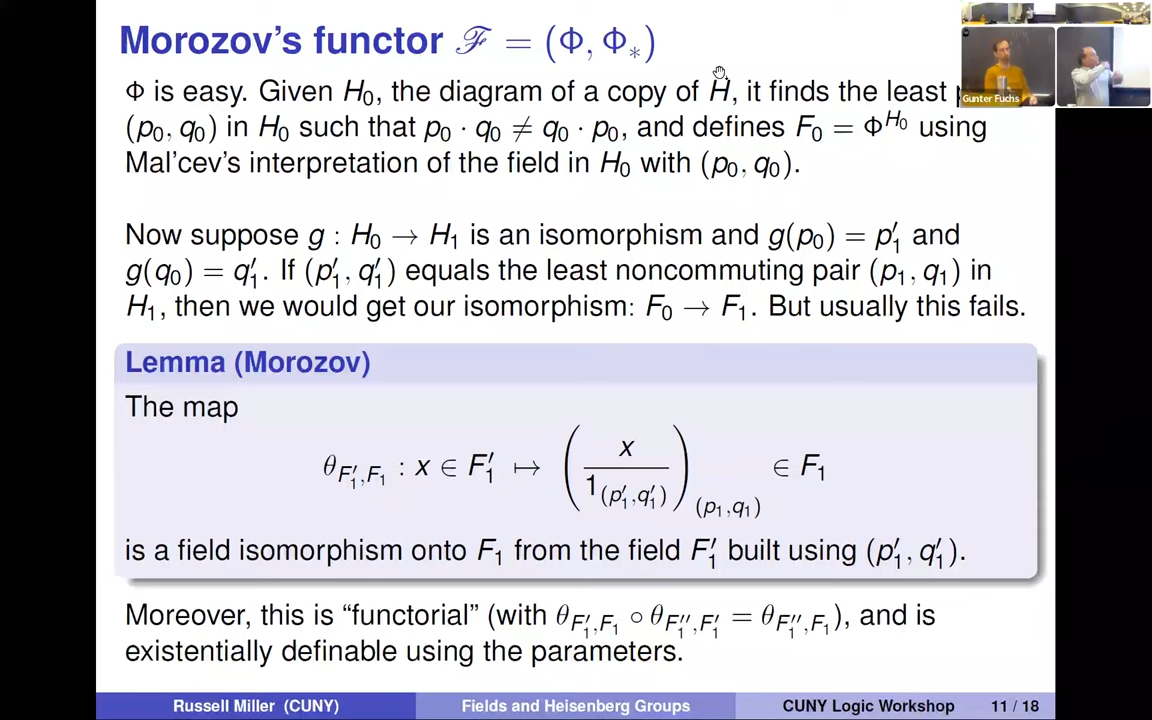 Morozov's functor ℱ = (Φ, Φ∗)
Gunter Fuchs
Φ is easy. Given H₀, the diagram of a copy of H, it finds the least
(p₀, q₀) in H₀ such that p₀ · q₀ ≠ q₀ · p₀, and defines F₀ = Φ^{H₀} using
Mal'cev's interpretation of the field in H₀ with (p₀, q₀).
Now suppose g : H₀ → H₁ is an isomorphism and g(p₀) = p′₁ and
g(q₀) = q′₁. If (p′₁, q′₁) equals the least noncommuting pair (p₁, q₁) in
H₁, then we would get our isomorphism: F₀ → F₁. But usually this fails.
Lemma (Morozov)
The map
θ_{F′₁,F₁} : x ∈ F′₁ ↦ (x / 1_{(p′₁,q′₁)})_{(p₁,q₁)} ∈ F₁
is a field isomorphism onto F₁ from the field F′₁ built using (p′₁, q′₁).
Moreover, this is “functorial” (with θ_{F′₁,F₁} ∘ θ_{F″₁,F′₁} = θ_{F″₁,F₁}), and is
existentially definable using the parameters.
Russell Miller (CUNY) Fields and Heisenberg Groups CUNY Logic Workshop 11 / 18